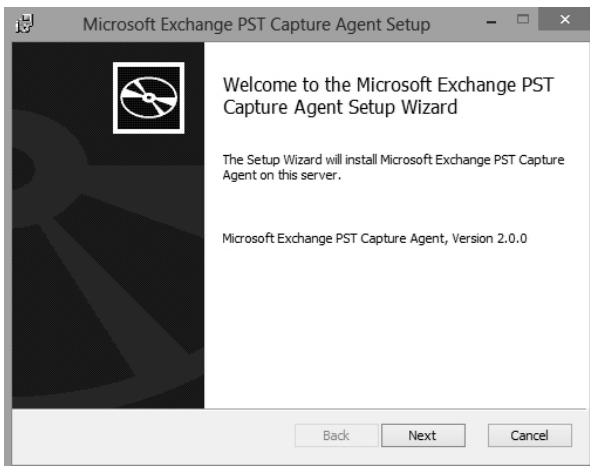 Microsoft Exchange PST Capture Agent Setup
Welcome to the Microsoft Exchange PST
Capture Agent Setup Wizard
The Setup Wizard will install Microsoft Exchange PST Capture
Agent on this server.
Microsoft Exchange PST Capture Agent, Version 2.0.0
Back Next Cancel